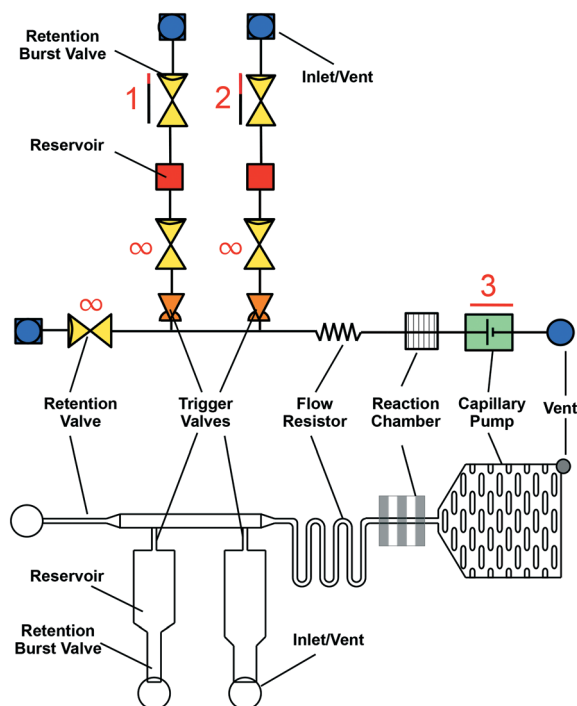 Retention
Burst Valve
Inlet/Vent
1
2
Reservoir
∞
∞
3
∞
Retention
Valve
Trigger
Valves
Flow
Resistor
Reaction
Chamber
Capillary
Pump
Vent
Reservoir
Retention
Burst Valve
Inlet/Vent